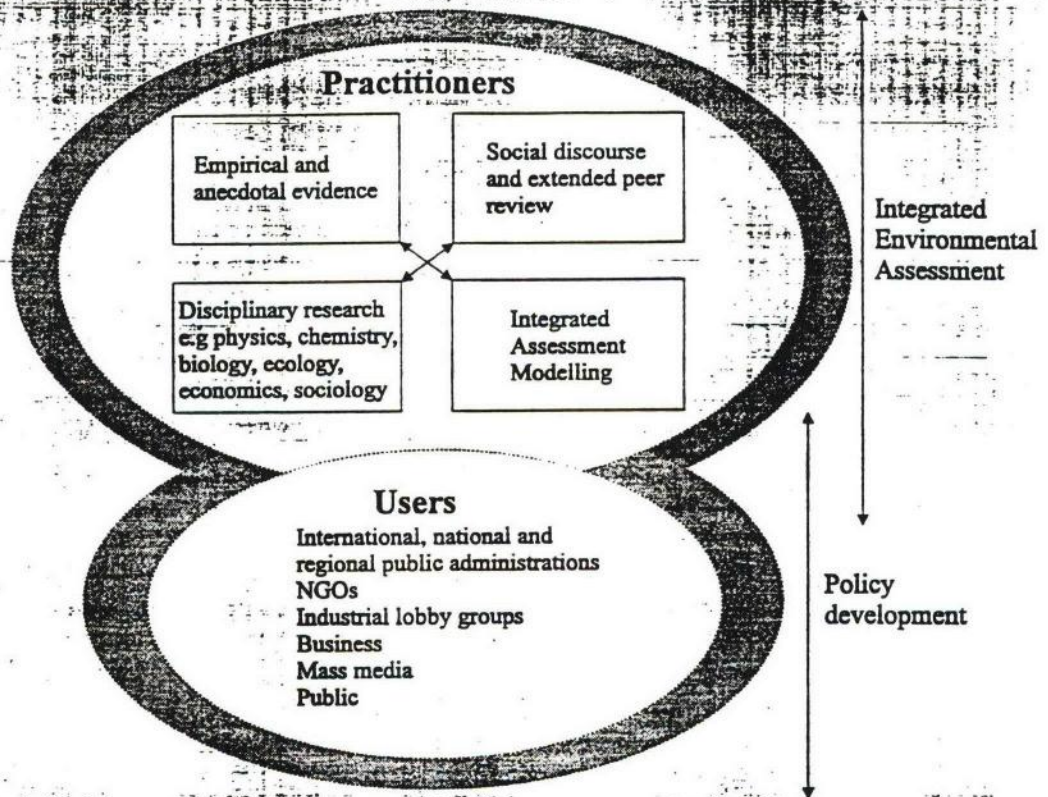 Practitioners
Empirical and
anecdotal evidence
Social discourse
and extended peer
review
Disciplinary research
e.g physics, chemistry,
biology, ecology,
economics, sociology
Integrated
Assessment
Modelling
Integrated
Environmental
Assessment
Users
International, national and
regional public administrations
NGOs
Industrial lobby groups
Business
Mass media
Public
Policy
development